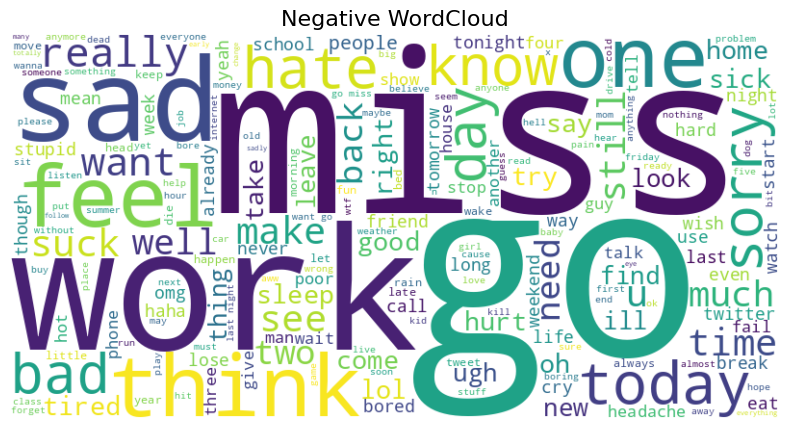 Negative WordCloud
many anymore dead everyone x early cold problem
move really wanna someone something yeah school people tonight four home
totally keep hate show big know one drive tell sick
please mean week job money go miss believe anyone mom anything night
sad miss day say still hear hard nothing lot
stupid head yet bore internet old back right tomorrow house seem hell dog
sit want already take sadly leave morning maybe fun bed stop another try read guess pain friday ready five start bit
feel listen hour help die look sorry
though put follow summer wtf want go wake guy
without car make friend weather baby way wish use watch
suck well never good girl cause long need talk last
buy place happen let wrong rain love weekend find first eye u even
work next omg thing last night poor aww sleep late call end ok much
hot phone haha may see man wait kid kill hurt life ill twitter
bad run must two live come tweet ugh oh sure always fail time
little play lose give soon stuff boring cry almost break
think three game lol go today hope
class tired year hit bored new headache away eat
forget everything